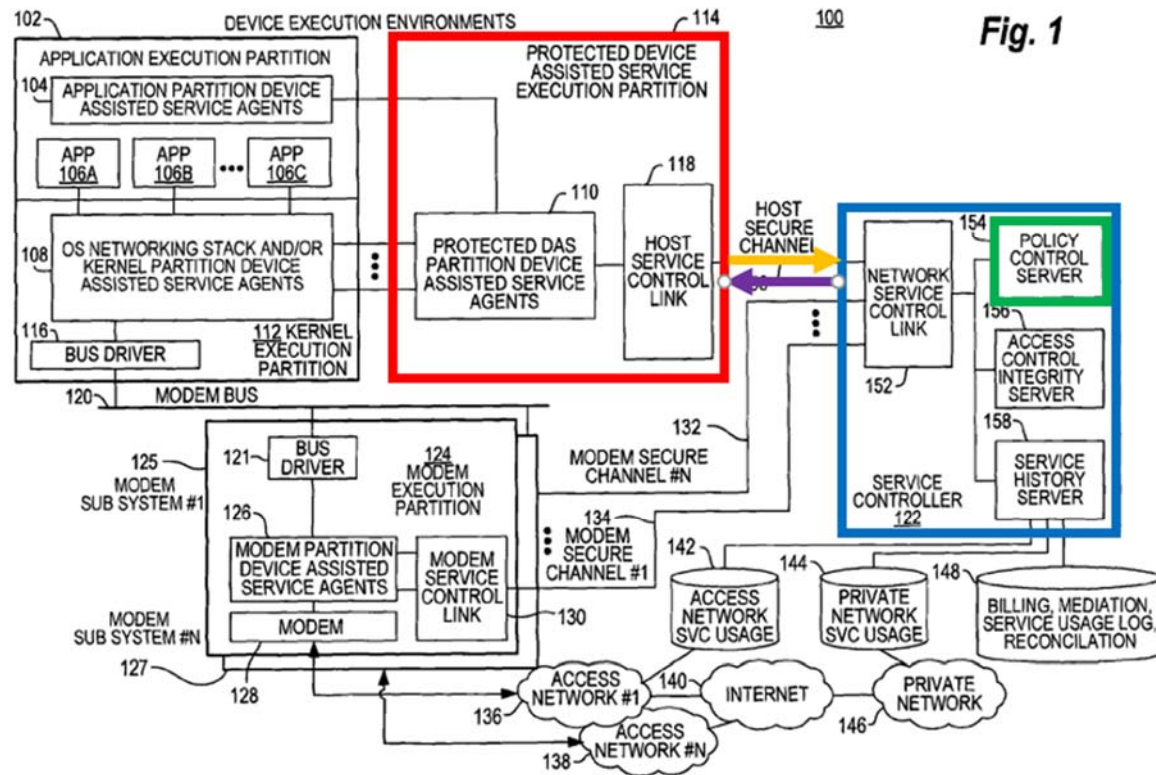 102
DEVICE EXECUTION ENVIRONMENTS
114
100
Fig. 1
APPLICATION EXECUTION PARTITION
104
APPLICATION PARTITION DEVICE
ASSISTED SERVICE AGENTS
PROTECTED DEVICE
ASSISTED SERVICE
EXECUTION PARTITION
APP
106A
APP
106B
APP
106C
108
OS NETWORKING STACK AND/OR
KERNEL PARTITION DEVICE
ASSISTED SERVICE AGENTS
110
PROTECTED DAS
PARTITION DEVICE
ASSISTED SERVICE
AGENTS
118
HOST
SERVICE
CONTROL
LINK
HOST
SECURE
CHANNEL
154
POLICY
CONTROL
SERVER
NETWORK
SERVICE
CONTROL
LINK
152
156
ACCESS
CONTROL
INTEGRITY
SERVER
158
SERVICE
HISTORY
SERVER
SERVICE
CONTROLLER
122
116
BUS DRIVER
112 KERNEL
EXECUTION
PARTITION
120
MODEM BUS
132
MODEM SECURE
CHANNEL #N
125
MODEM
SUB SYSTEM #1
121
BUS
DRIVER
124
MODEM
EXECUTION
PARTITION
126
MODEM PARTITION
DEVICE ASSISTED
SERVICE AGENTS
MODEM
SERVICE
CONTROL
LINK
130
134
MODEM
SECURE
CHANNEL #1
MODEM
SUB SYSTEM #N
MODEM
127
128
142
ACCESS
NETWORK
SVC USAGE
144
PRIVATE
NETWORK
SVC USAGE
148
BILLING, MEDIATION,
SERVICE USAGE LOG,
RECONCILATION
ACCESS
NETWORK #1
136
140
INTERNET
PRIVATE
NETWORK
146
ACCESS
NETWORK #N
138